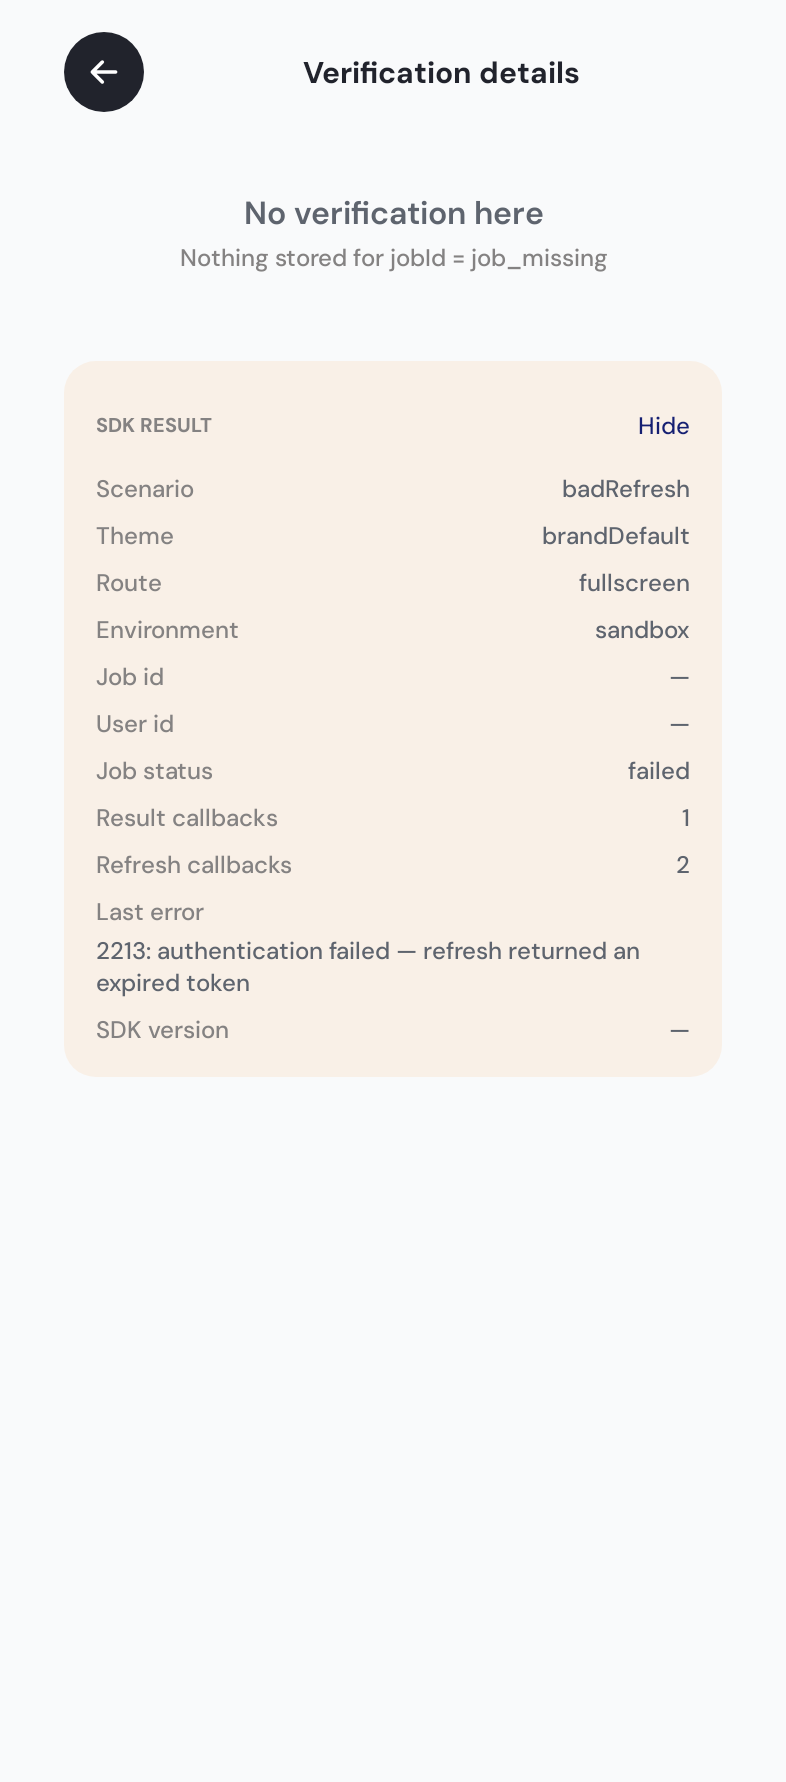 Verification details
No verification here
Nothing stored for jobId = job_missing
SDK RESULT Hide
Scenario badRefresh
Theme brandDefault
Route fullscreen
Environment sandbox
Job id —
User id —
Job status failed
Result callbacks 1
Refresh callbacks 2
Last error
2213: authentication failed — refresh returned an
expired token
SDK version —